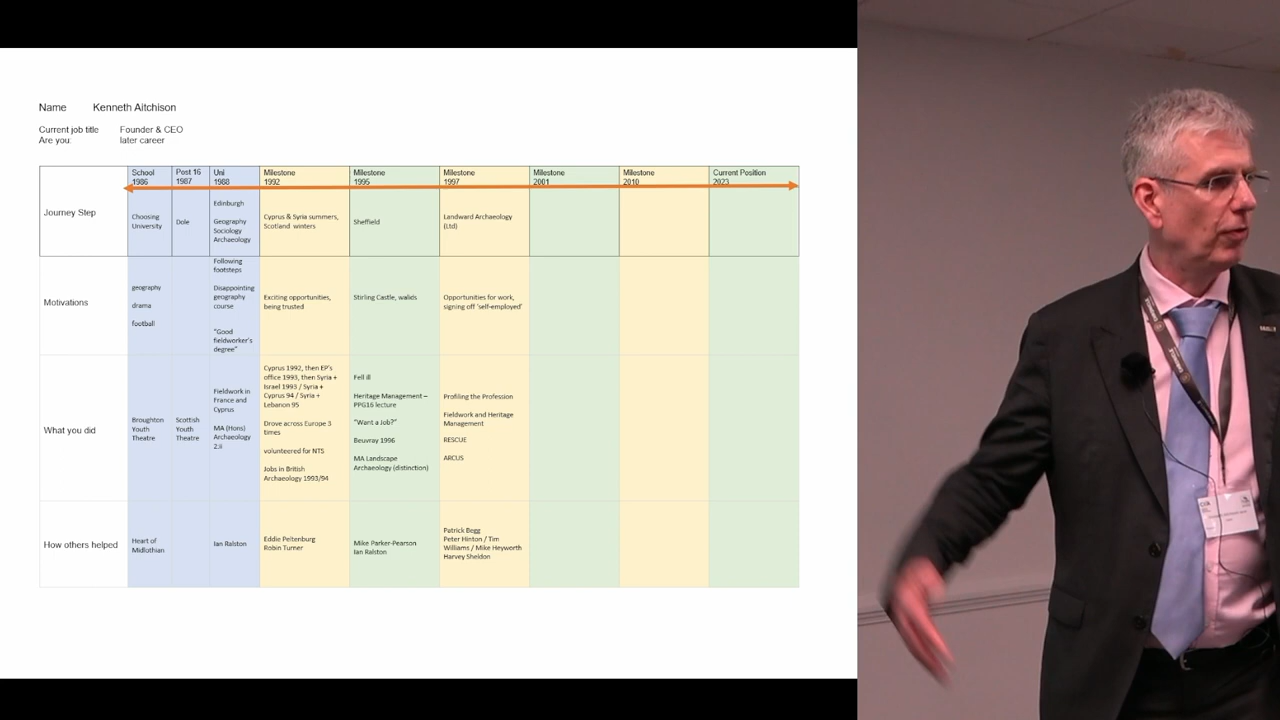 Name Kenneth Aitchison
Current job title Founder & CEO
Are you: later career
School
1986
Post 16
1987
Uni
1988
Milestone
1992
Milestone
1995
Milestone
1997
Milestone
2001
Milestone
2010
Current Position
2023
Journey Step
Choosing
University
Dole
Edinburgh
Geography
Sociology
Archaeology
Cyprus & Syria summers,
Scotland winters
Sheffield
Landward Archaeology
(Ltd)
Motivations
geography
drama
football
Following
footsteps
Disappointing
geography
course
"Good
fieldworker's
degree"
Exciting opportunities,
being trusted
Stirling Castle, walids
Opportunities for work,
signing off 'self-employed'
What you did
Broughton
Youth
Theatre
Scottish
Youth
Theatre
Fieldwork in
France and
Cyprus
MA (Hons)
Archaeology
2:ii
Cyprus 1992, then EP's
office 1993, then Syria +
Israel 1993 / Syria +
Cyprus 94 / Syria +
Lebanon 95
Drove across Europe 3
times
volunteered for NTS
Jobs in British
Archaeology 1993/94
Fell ill
Heritage Management –
PPG16 lecture
"Want a Job?"
Beuvray 1996
MA Landscape
Archaeology (distinction)
Profiling the Profession
Fieldwork and Heritage
Management
RESCUE
ARCUS
How others helped
Heart of
Midlothian
Ian Ralston
Eddie Peltenburg
Robin Turner
Mike Parker-Pearson
Ian Ralston
Patrick Begg
Peter Hinton / Tim
Williams / Mike Heyworth
Harvey Sheldon